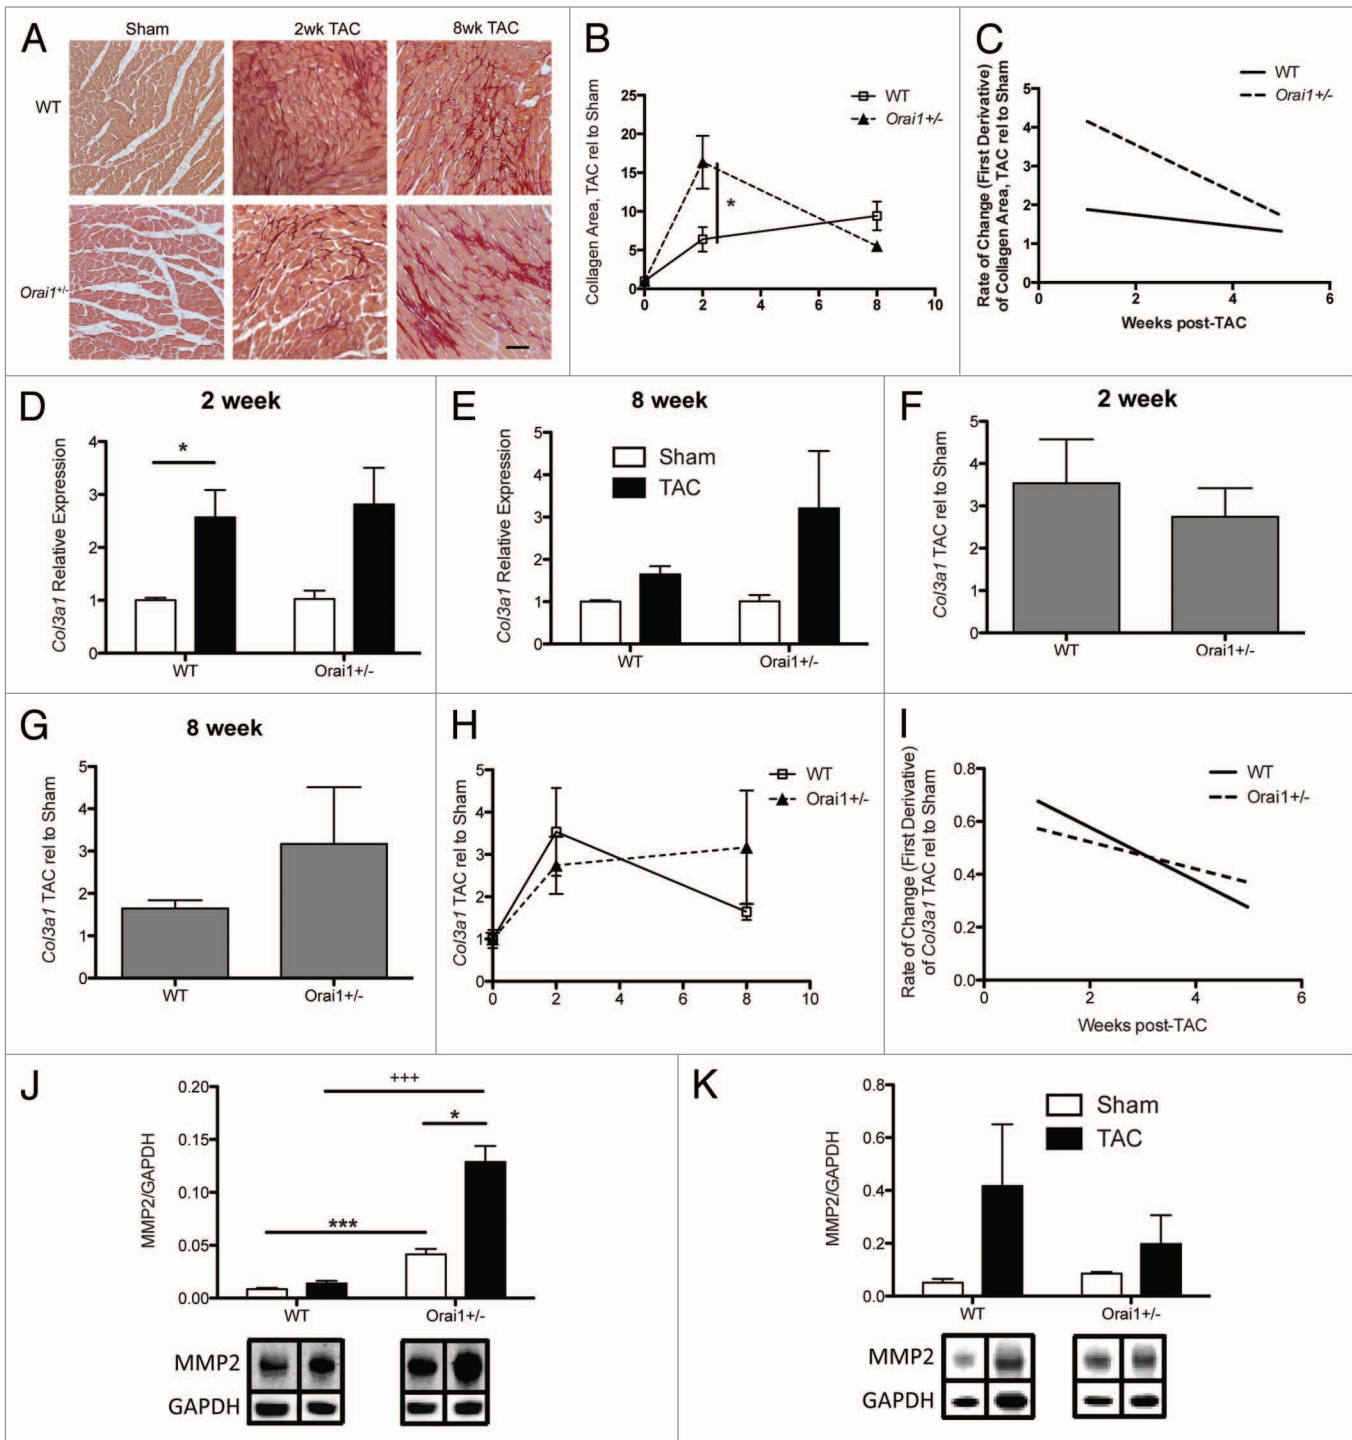 A
Sham
2wk TAC
8wk TAC
WT
Orai1+/-
B
Collagen Area, TAC rel to Sham
25
20
15
10
5
0
0
2
4
6
8
10
WT
Orai1+/-
*
C
Rate of Change (First Derivative)
of Collagen Area, TAC rel to Sham
5
4
3
2
1
0
0
2
4
6
Weeks post-TAC
WT
Orai1+/-
D
2 week
Col3a1 Relative Expression
4
3
2
1
0
*
WT
Orai1+/-
E
8 week
Col3a1 Relative Expression
5
4
3
2
1
0
Sham
TAC
WT
Orai1+/-
F
2 week
Col3a1 TAC rel to Sham
5
4
3
2
1
0
WT
Orai1+/-
G
8 week
Col3a1 TAC rel to Sham
5
4
3
2
1
0
WT
Orai1+/-
H
Col3a1 TAC rel to Sham
5
4
3
2
1
0
0
2
4
6
8
10
WT
Orai1+/-
I
Rate of Change (First Derivative)
of Col3a1 TAC rel to Sham
0.8
0.6
0.4
0.2
0.0
0
2
4
6
Weeks post-TAC
WT
Orai1+/-
J
MMP2/GAPDH
0.20
0.15
0.10
0.05
0.00
+++
*
***
WT
Orai1+/-
MMP2
GAPDH
K
MMP2/GAPDH
0.8
0.6
0.4
0.2
0.0
Sham
TAC
WT
Orai1+/-
MMP2
GAPDH